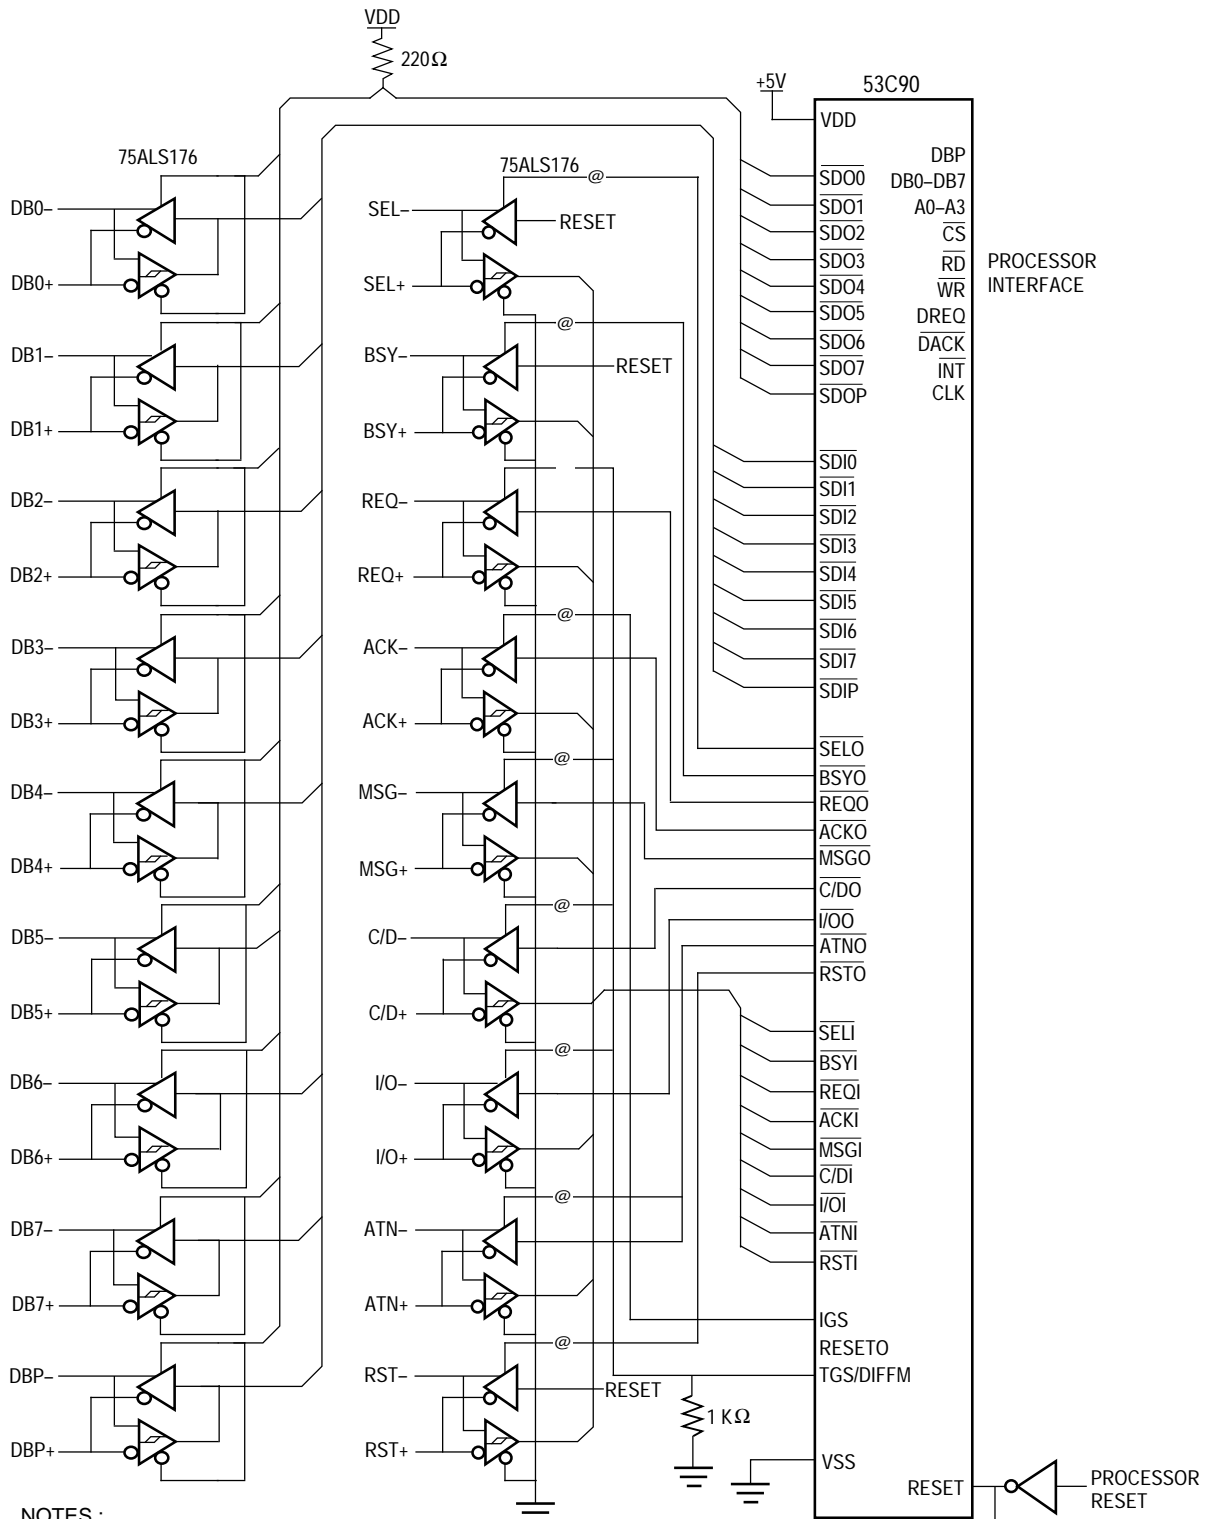 VDD
220Ω
75ALS176
DB0–
DB0+
DB1–
DB1+
DB2–
DB2+
DB3–
DB3+
DB4–
DB4+
DB5–
DB5+
DB6–
DB6+
DB7–
DB7+
DBP–
DBP+
NOTES :
75ALS176
@
SEL–
RESET
SEL+
@
BSY–
RESET
BSY+
REQ–
REQ+
@
ACK–
ACK+
@
MSG–
MSG+
@
C/D–
C/D+
@
I/O–
I/O+
@
ATN–
ATN+
@
RST–
RESET
RST+
1 KΩ
+5V
53C90
VDD
SDO0
SDO1
SDO2
SDO3
SDO4
SDO5
SDO6
SDO7
SDOP
SDI0
SDI1
SDI2
SDI3
SDI4
SDI5
SDI6
SDI7
SDIP
SELO
BSYO
REQO
ACKO
MSGO
C/DO
I/OO
ATNO
RSTO
SELI
BSYI
REQI
ACKI
MSGI
C/DI
I/OI
ATNI
RSTI
IGS
RESETO
TGS/DIFFM
VSS
DBP
DB0–DB7
A0–A3
CS
RD
WR
DREQ
DACK
INT
CLK
PROCESSOR
INTERFACE
RESET
PROCESSOR
RESET